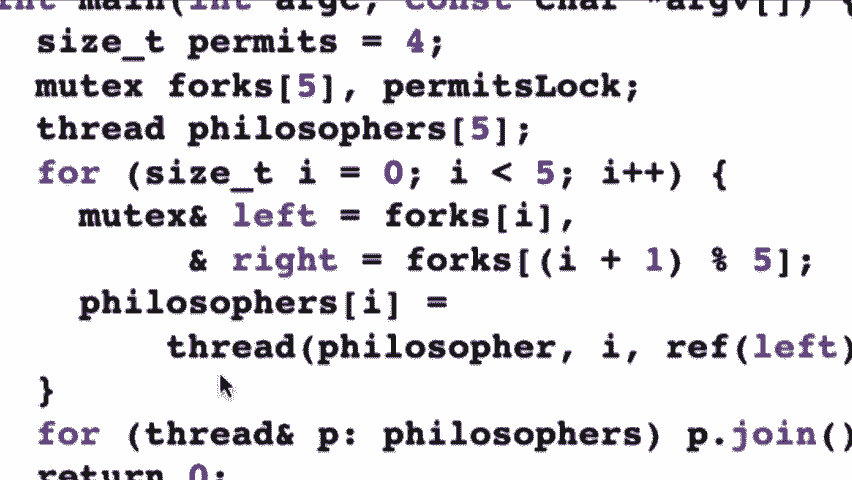 int main(int argc, const char *argv[]) {
size_t permits = 4;
mutex forks[5], permitsLock;
thread philosophers[5];
for (size_t i = 0; i < 5; i++) {
mutex& left = forks[i],
& right = forks[(i + 1) % 5];
philosophers[i] =
thread(philosopher, i, ref(left)
}
for (thread& p: philosophers) p.join()
return 0;